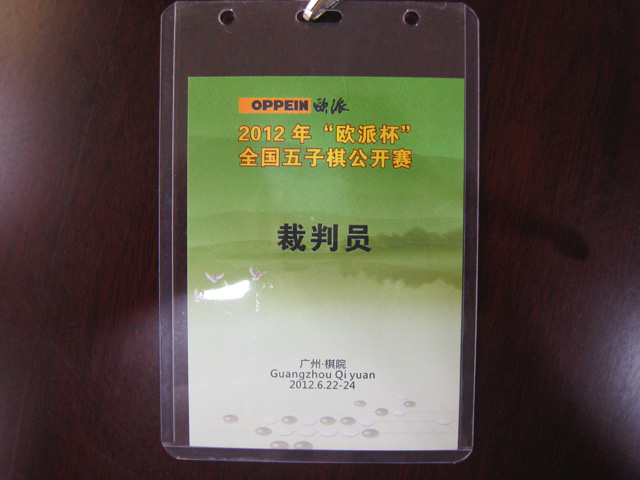 OPPEIN 欧派
2012年“欧派杯”
全国五子棋公开赛
裁判员
广州·棋院
Guangzhou Qi yuan
2012.6.22-24